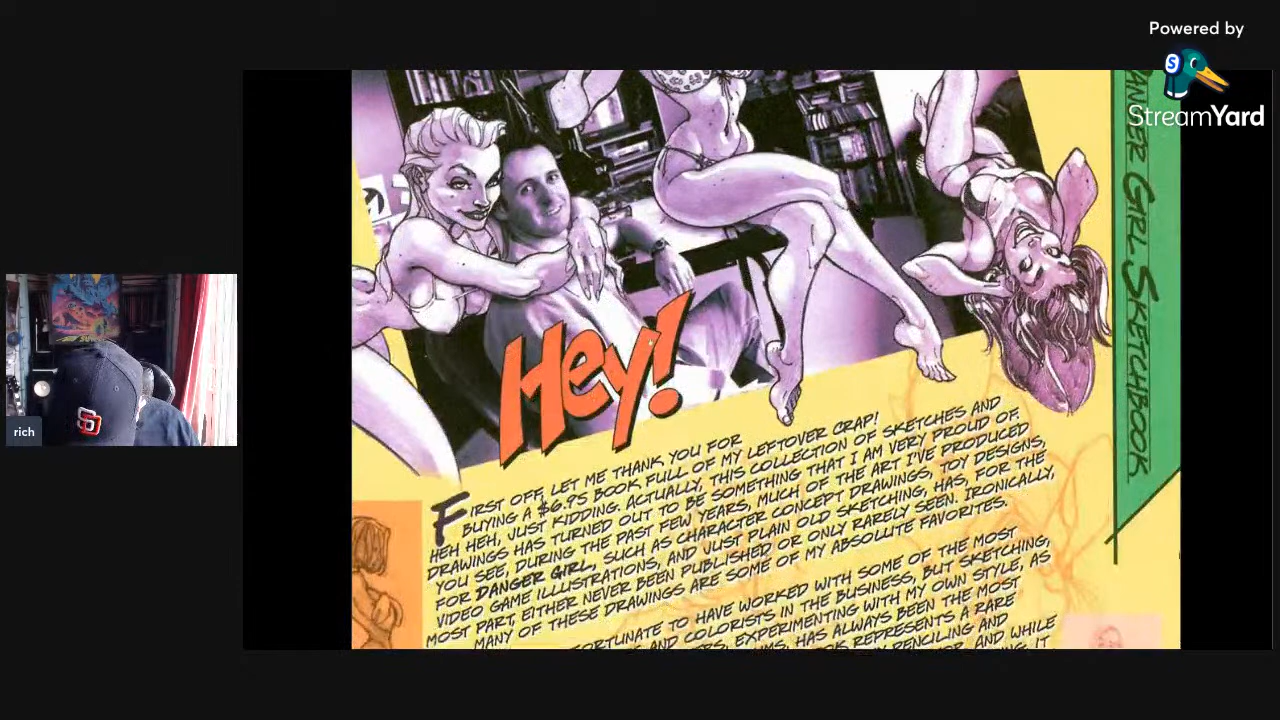 Powered by
S
StreamYard
DANGER GIRL SKETCHBOOK
HEY!
FIRST OFF, LET ME THANK YOU FOR
BUYING A $6.95 BOOK FULL OF MY LEFTOVER CRAP!
HEH HEH, JUST KIDDING. ACTUALLY, THIS COLLECTION OF SKETCHES AND
DRAWINGS HAS TURNED OUT TO BE SOMETHING THAT I AM VERY PROUD OF.
YOU SEE, DURING THE PAST FEW YEARS, MUCH OF THE ART I'VE PRODUCED
FOR DANGER GIRL, SUCH AS CHARACTER CONCEPT DRAWINGS, TOY DESIGNS,
VIDEO GAME ILLUSTRATIONS, AND JUST PLAIN OLD SKETCHING, HAS, FOR THE
MOST PART, EITHER NEVER BEEN PUBLISHED OR ONLY RARELY SEEN. IRONICALLY,
MANY OF THESE DRAWINGS ARE SOME OF MY ABSOLUTE FAVORITES.
FORTUNATE TO HAVE WORKED WITH SOME OF THE MOST
AND COLORISTS IN THE BUSINESS, BUT SKETCHING,
EXPERIMENTING WITH MY OWN STYLE, AS
HAS ALWAYS BEEN THE MOST
REPRESENTS A RARE
PENCILING AND
AND WHILE
IT
SD
rich